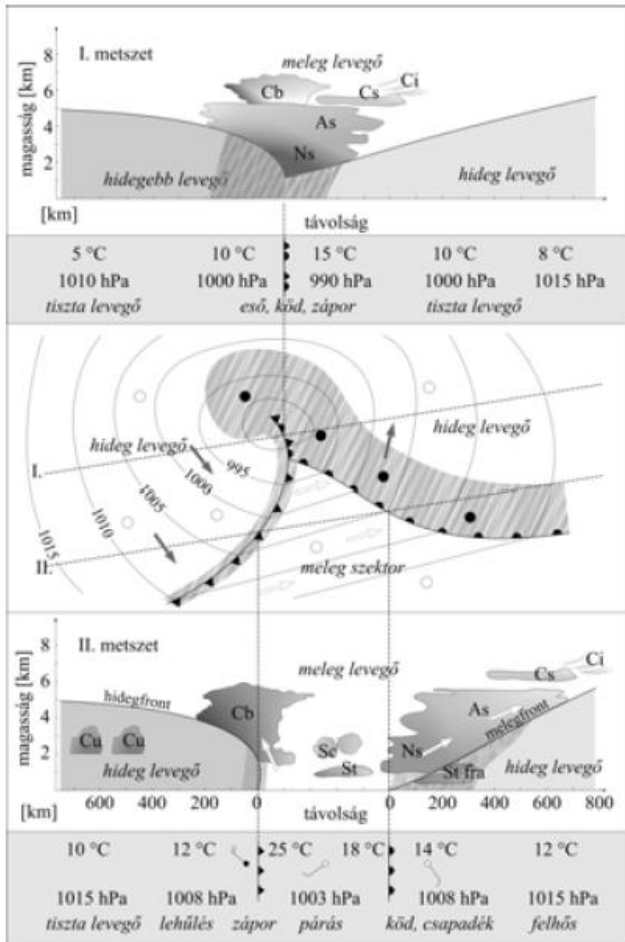 I. metszet
meleg levegő
magasság [km]
8
6
4
2
Cb
Ci
Cs
As
Ns
hidegebb levegő
hideg levegő
[km]
távolság
5 °C 10 °C 15 °C 10 °C 8 °C
1010 hPa 1000 hPa 990 hPa 1000 hPa 1015 hPa
tiszta levegő eső, köd, zápor tiszta levegő
hideg levegő
hideg levegő
I.
995
1000
1005
1010
1015
II.
meleg szektor
II. metszet
meleg levegő
magasság [km]
8
6
4
2
hidegfront
Cb
Ci
Cs
As
melegfront
Cu Cu
Sc
St
Ns
St fra
hideg levegő
hideg levegő
[km] 600 400 200 0 távolság 0 200 400 600 800
10 °C 12 °C 25 °C 18 °C 14 °C 12 °C
1015 hPa 1008 hPa 1003 hPa 1008 hPa 1015 hPa
tiszta levegő lehűlés zápor párás köd, csapadék felhős